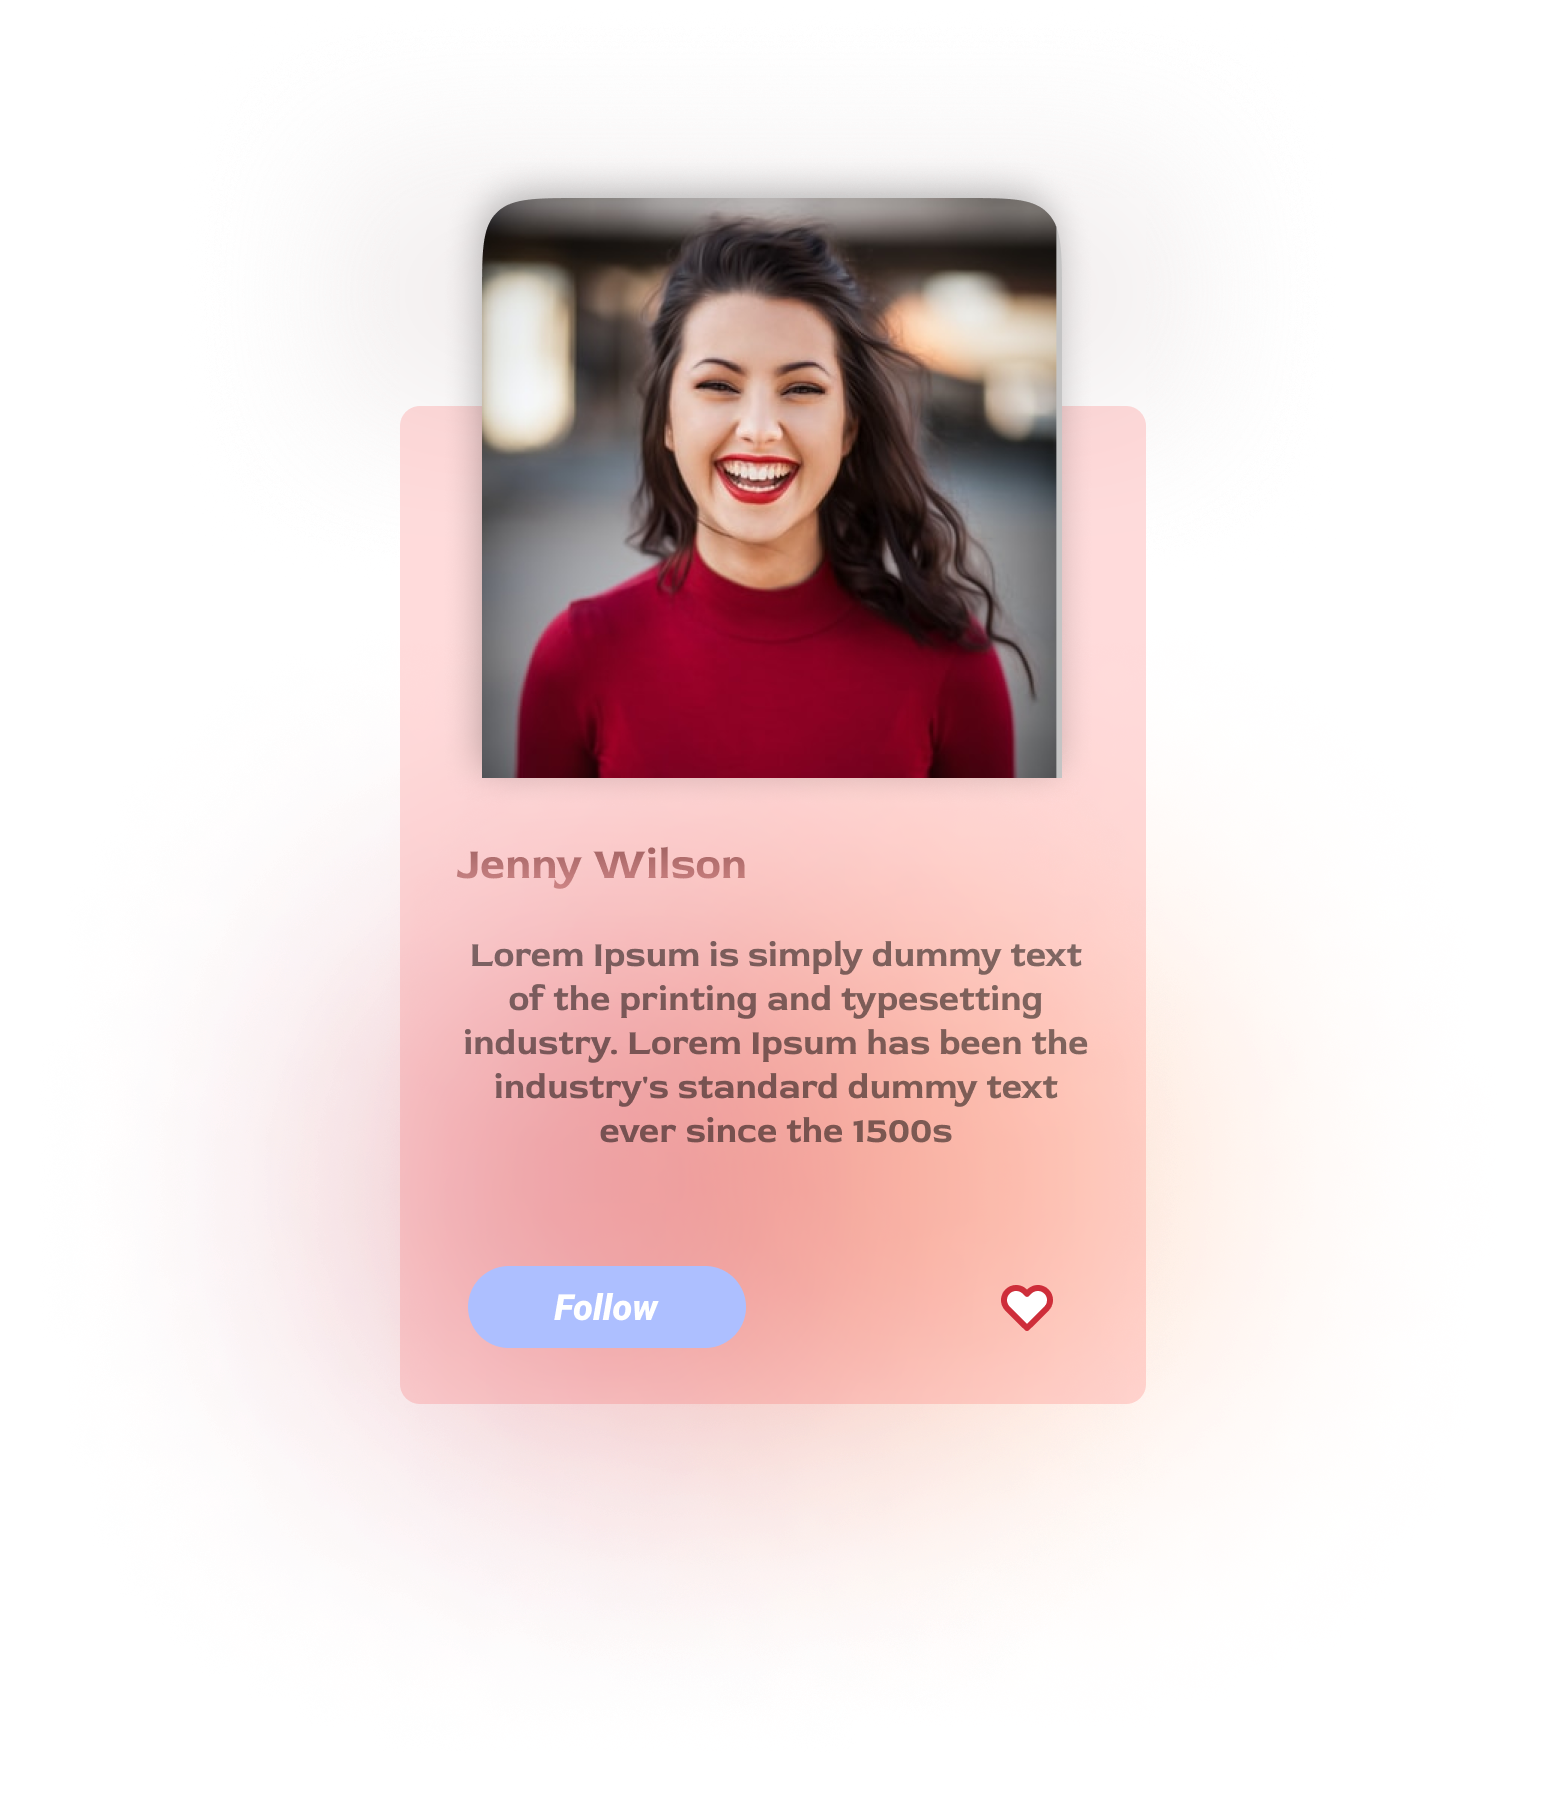 Jenny Wilson
Lorem Ipsum is simply dummy text
of the printing and typesetting
industry. Lorem Ipsum has been the
industry's standard dummy text
ever since the 1500s
Follow